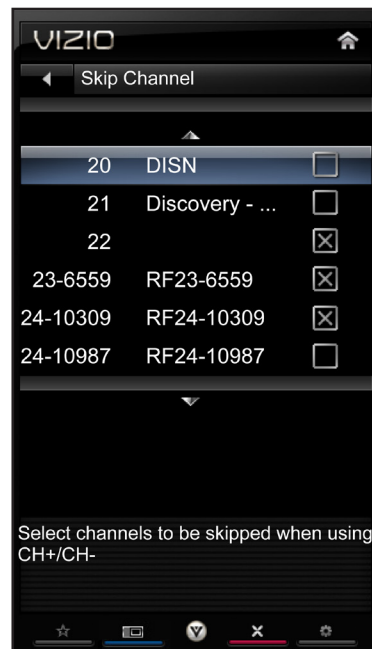 VIZIO
Skip Channel
20 DISN
21 Discovery - ...
22
23-6559 RF23-6559
24-10309 RF24-10309
24-10987 RF24-10987
Select channels to be skipped when using
CH+/CH-
V